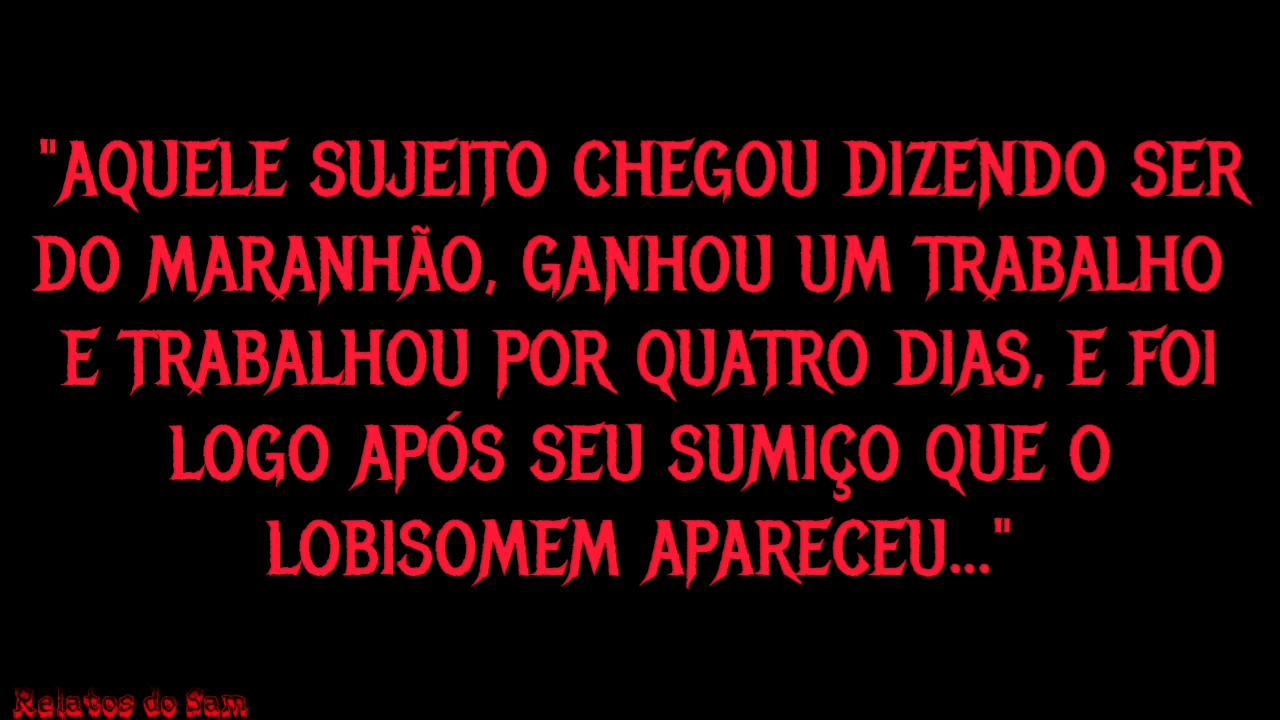 "AQUELE SUJEITO CHEGOU DIZENDO SER
DO MARANHÃO, GANHOU UM TRABALHO
E TRABALHOU POR QUATRO DIAS, E FOI
LOGO APÓS SEU SUMIÇO QUE O
LOBISOMEM APARECEU..."
Relatos do Sam